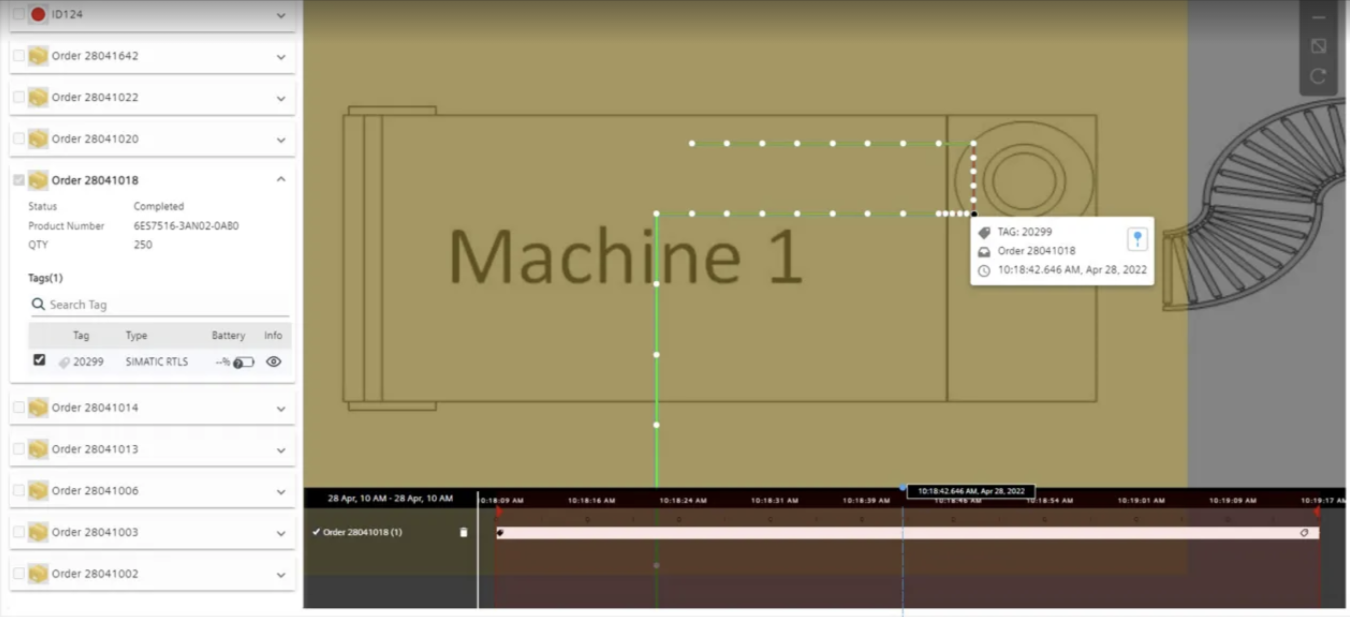 ID124
Order 28041642
Order 28041022
Order 28041020
Order 28041018
Status Completed
Product Number 6ES7516-3AN02-0AB0
QTY 250
Tags(1)
Search Tag
Tag Type Battery Info
20299 SIMATIC RTLS --%
Order 28041014
Order 28041013
Order 28041006
Order 28041003
Order 28041002
Machine 1
TAG: 20299
Order 28041018
10:18:42.646 AM, Apr 28, 2022
10:18:42.646 AM, Apr 28, 2022
28 Apr, 10 AM - 28 Apr, 10 AM
0:18:09 AM 10:18:16 AM 10:18:24 AM 10:18:31 AM 10:18:39 AM 10:18:46 AM 10:18:54 AM 10:19:01 AM 10:19:09 AM 10:19:17 AM
Order 28041018 (1)